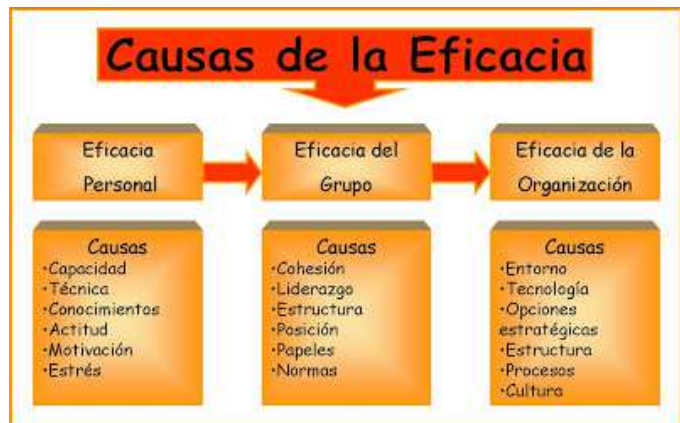 Causas de la Eficacia
Eficacia
Personal
Eficacia del
Grupo
Eficacia de la
Organización
Causas
•Capacidad
•Técnica
•Conocimientos
•Actitud
•Motivación
•Estrés
Causas
•Cohesión
•Liderazgo
•Estructura
•Posición
•Papeles
•Normas
Causas
•Entorno
•Tecnología
•Opciones
estratégicas
•Estructura
•Procesos
•Cultura